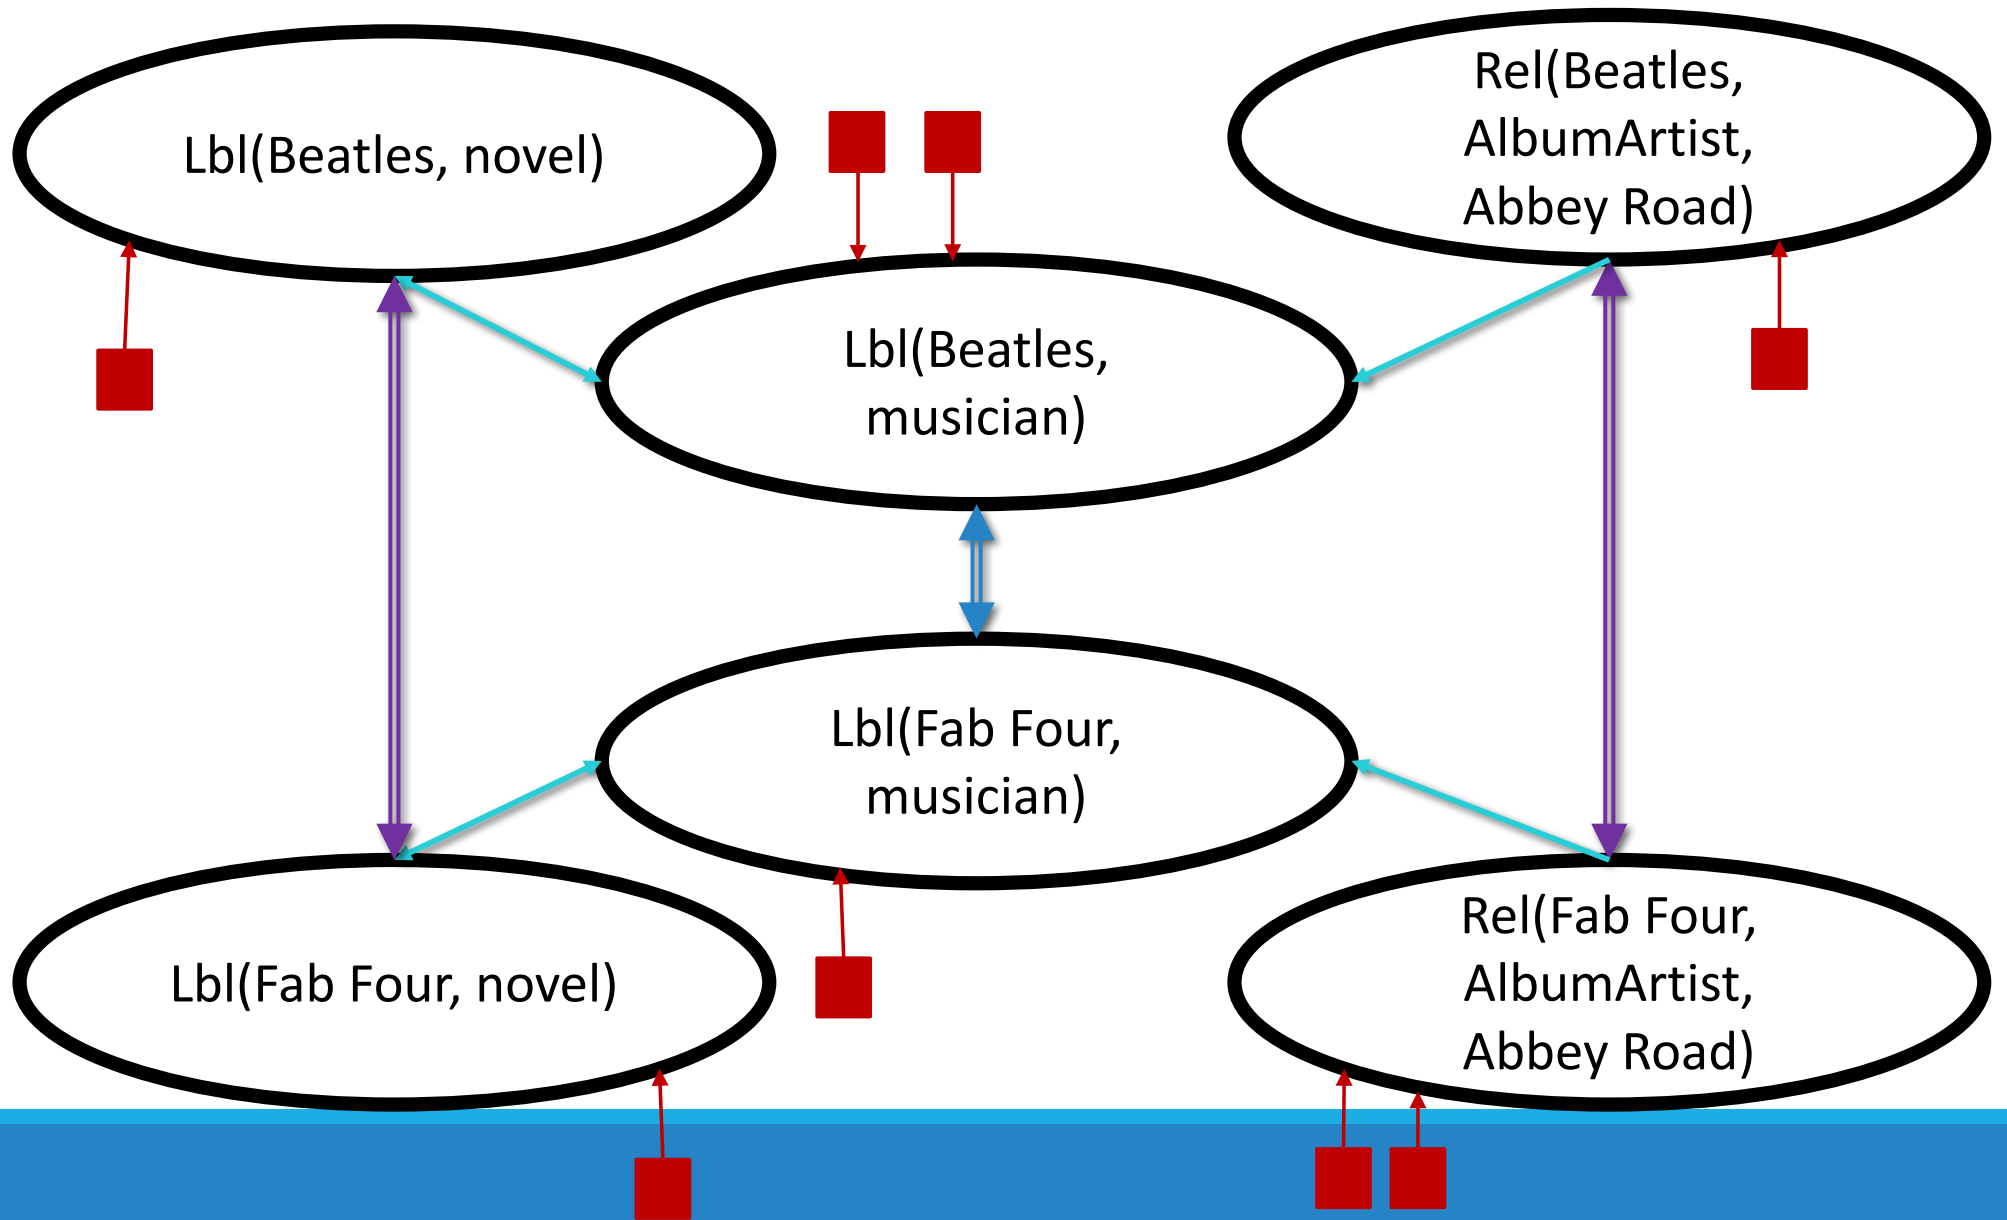 Lbl(Beatles, novel)
Rel(Beatles,
AlbumArtist,
Abbey Road)
Lbl(Beatles,
musician)
Lbl(Fab Four,
musician)
Lbl(Fab Four, novel)
Rel(Fab Four,
AlbumArtist,
Abbey Road)